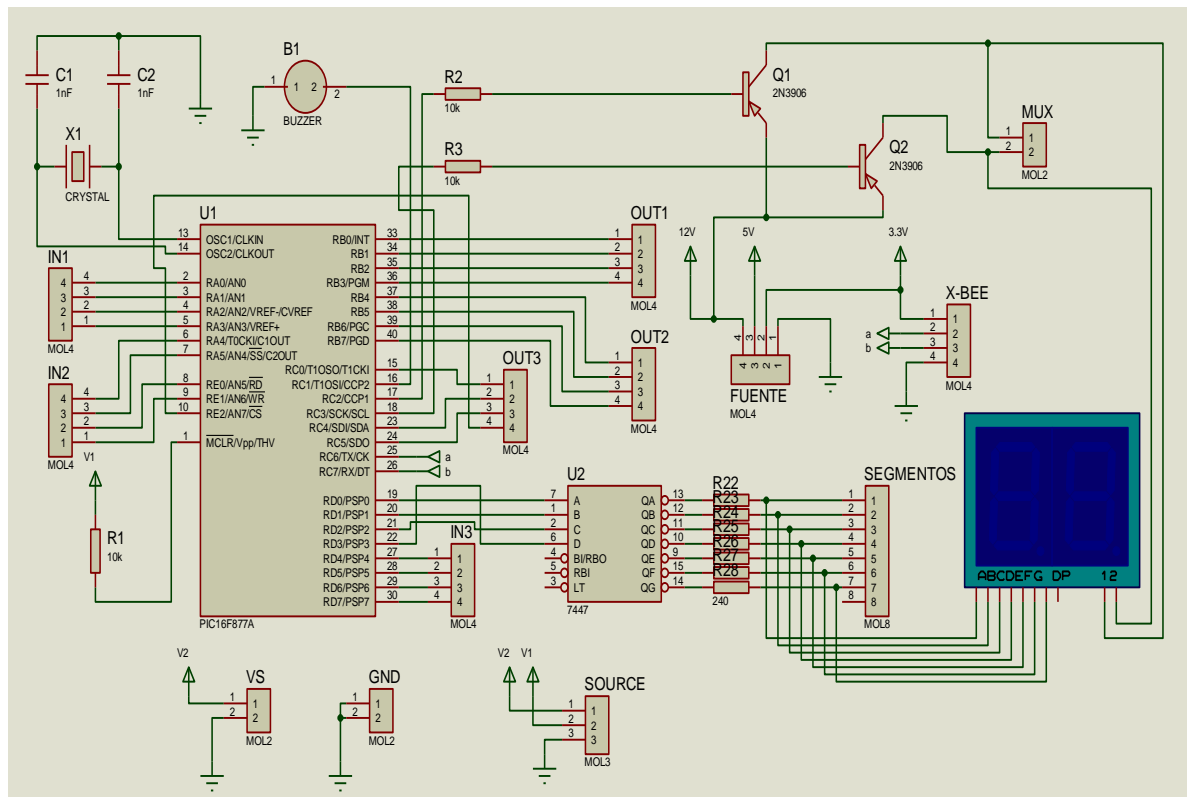 C1
1nF
C2
1nF
X1
CRYSTAL
B1
1
1
2
2
BUZZER
R2
10k
R3
10k
Q1
2N3906
Q2
2N3906
MUX
1
2
1
2
MOL2
U1
13
14
2
3
4
5
6
7
8
9
10
1
OSC1/CLKIN
OSC2/CLKOUT
RA0/AN0
RA1/AN1
RA2/AN2/VREF-/CVREF
RA3/AN3/VREF+
RA4/T0CKI/C1OUT
RA5/AN4/SS/C2OUT
RE0/AN5/RD
RE1/AN6/WR
RE2/AN7/CS
MCLR/Vpp/THV
RB0/INT
RB1
RB2
RB3/PGM
RB4
RB5
RB6/PGC
RB7/PGD
RC0/T1OSO/T1CKI
RC1/T1OSI/CCP2
RC2/CCP1
RC3/SCK/SCL
RC4/SDI/SDA
RC5/SDO
RC6/TX/CK
RC7/RX/DT
RD0/PSP0
RD1/PSP1
RD2/PSP2
RD3/PSP3
RD4/PSP4
RD5/PSP5
RD6/PSP6
RD7/PSP7
33
34
35
36
37
38
39
40
15
16
17
18
23
24
25
26
19
20
21
22
27
28
29
30
PIC16F877A
IN1
4
3
2
1
4
3
2
1
MOL4
IN2
4
3
2
1
4
3
2
1
MOL4
V1
R1
10k
OUT1
1
2
3
4
1
2
3
4
MOL4
OUT2
1
2
3
4
1
2
3
4
MOL4
OUT3
1
2
3
4
1
2
3
4
MOL4
a
b
12V
5V
3.3V
4
3
2
1
4
3
2
1
FUENTE
MOL4
X-BEE
a
b
1
2
3
4
1
2
3
4
MOL4
IN3
1
2
3
4
1
2
3
4
MOL4
U2
7
1
2
6
4
5
3
A
B
C
D
BI/RBO
RBI
LT
QA
QB
QC
QD
QE
QF
QG
13
12
11
10
9
15
14
7447
R22
R23
R24
R25
R26
R27
R28
240
SEGMENTOS
1
2
3
4
5
6
7
8
1
2
3
4
5
6
7
8
MOL8
ABCDEFG DP
12
V2
VS
1
2
1
2
MOL2
GND
1
2
1
2
MOL2
V2
V1
SOURCE
1
2
3
1
2
3
MOL3